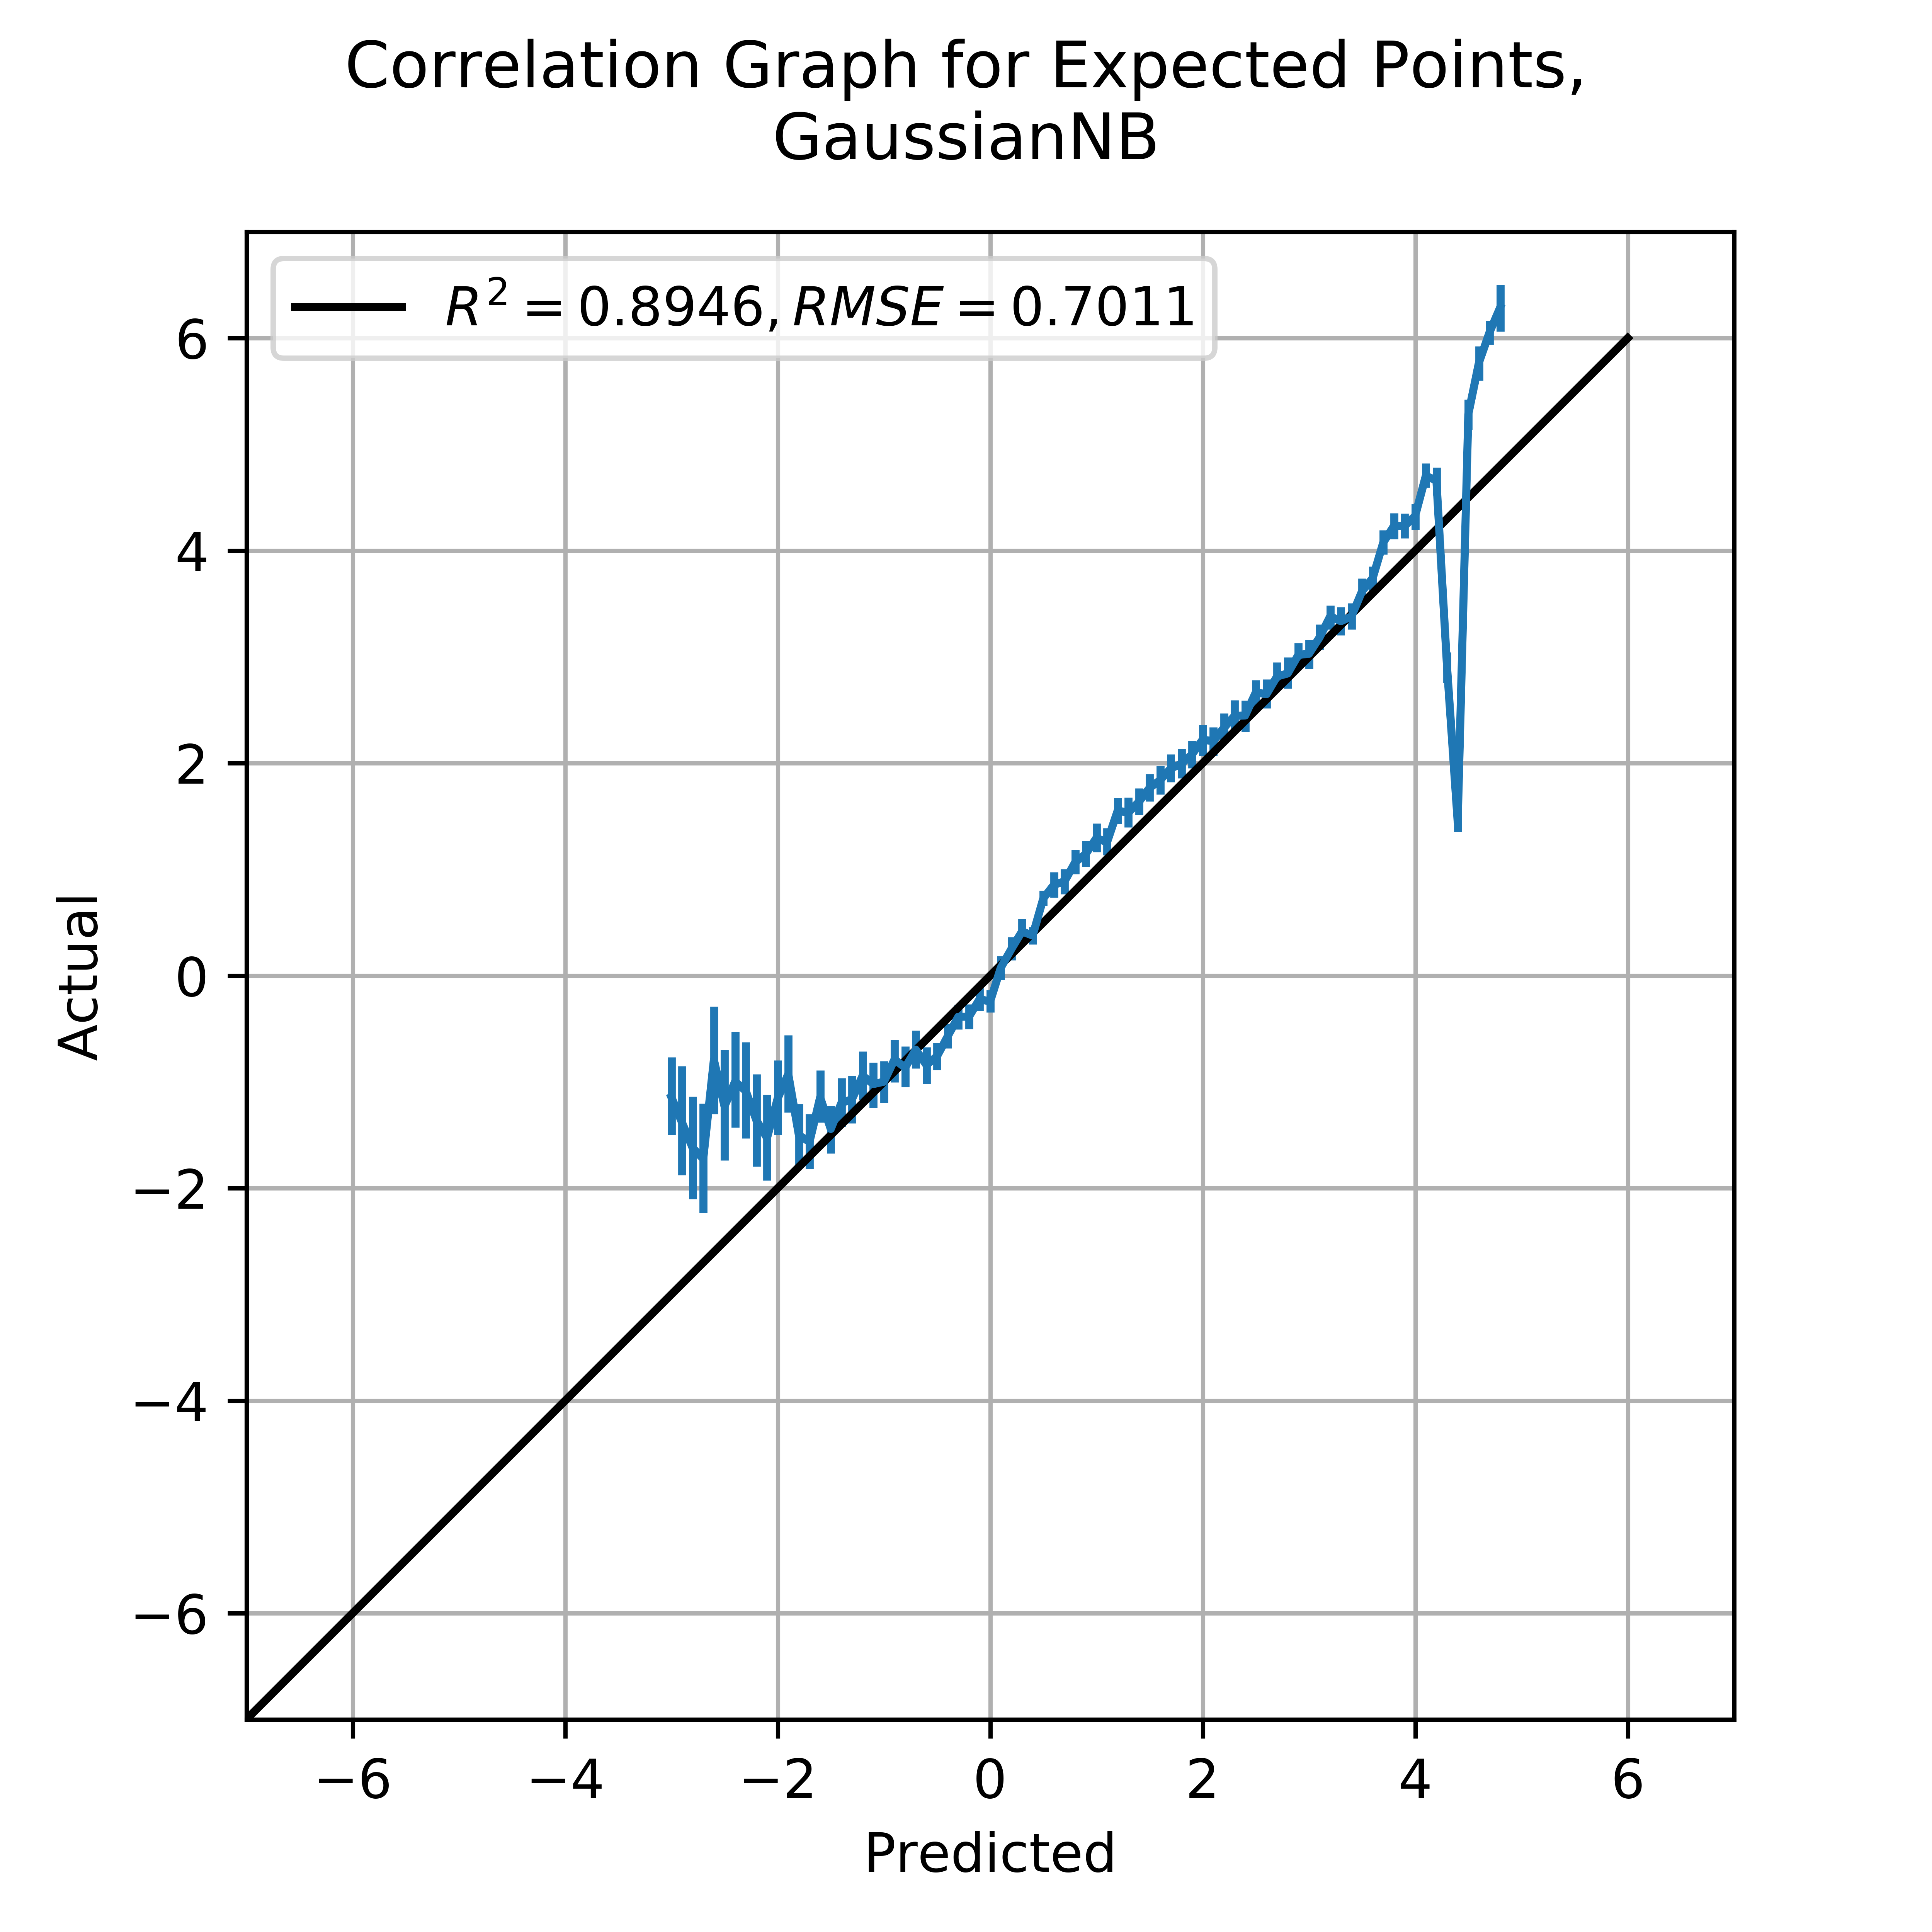 Correlation Graph for Expected Points,
GaussianNB
R² = 0.8946, RMSE = 0.7011
6
4
2
0
−2
−4
−6
Actual
−6 −4 −2 0 2 4 6
Predicted